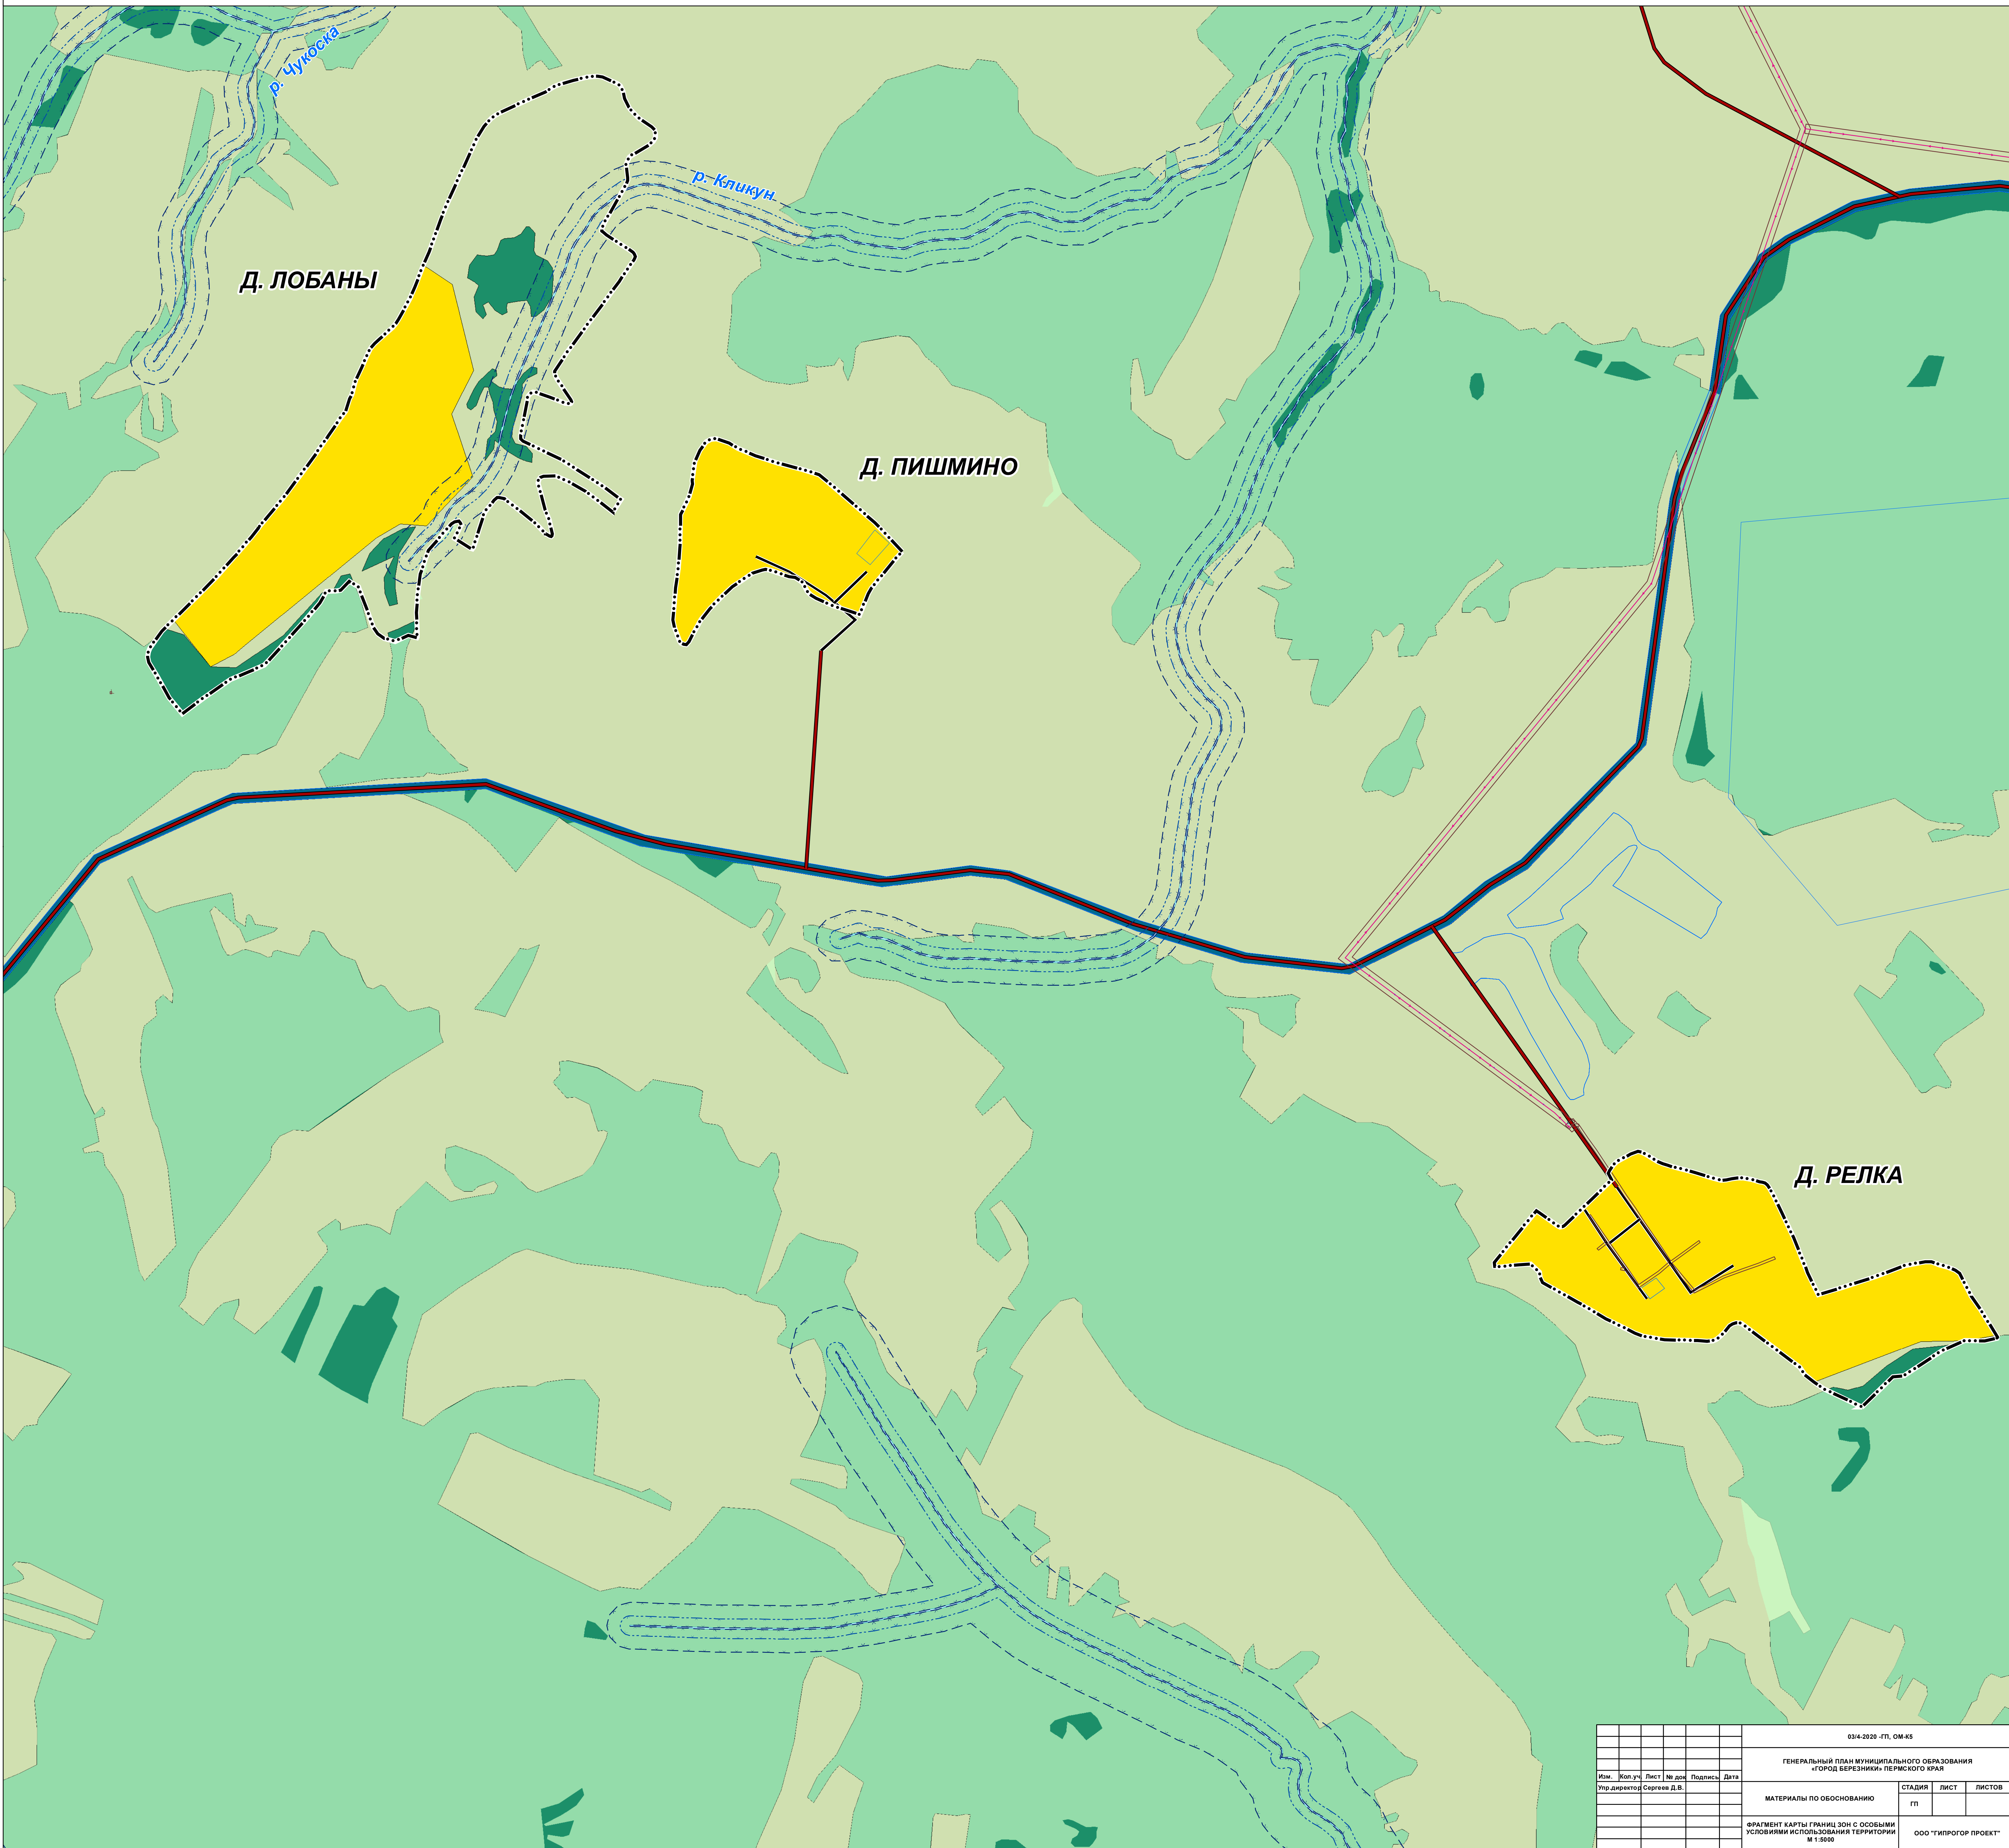 р. Чукоска
р. Кликун
Д. ЛОБАНЫ
Д. ПИШМИНО
Д. РЕЛКА
03/4-2020 -ГП, ОМ-К5
ГЕНЕРАЛЬНЫЙ ПЛАН МУНИЦИПАЛЬНОГО ОБРАЗОВАНИЯ
«ГОРОД БЕРЕЗНИКИ» ПЕРМСКОГО КРАЯ
Изм. Кол.уч Лист № док Подпись Дата
Упр.директор Сергеев Д.В.
МАТЕРИАЛЫ ПО ОБОСНОВАНИЮ
СТАДИЯ ЛИСТ ЛИСТОВ
ГП
ФРАГМЕНТ КАРТЫ ГРАНИЦ ЗОН С ОСОБЫМИ
УСЛОВИЯМИ ИСПОЛЬЗОВАНИЯ ТЕРРИТОРИИ
М 1:5000
ООО "ГИПРОГОР ПРОЕКТ"